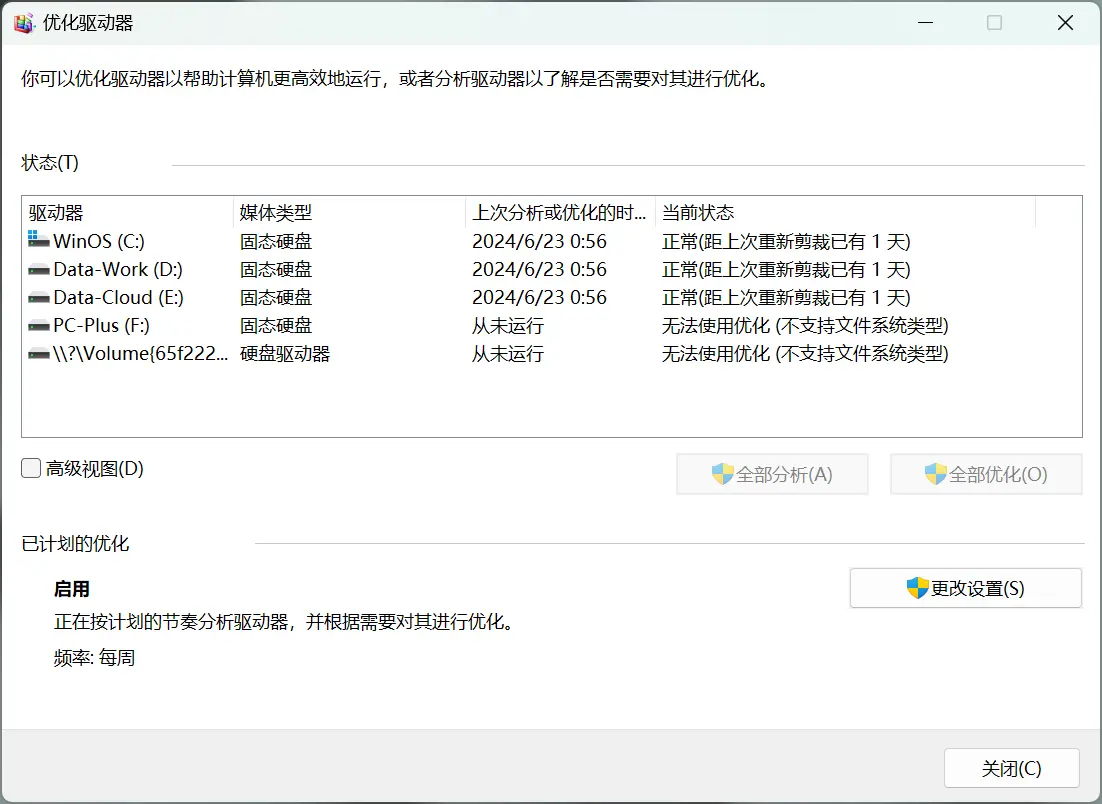 优化驱动器
你可以优化驱动器以帮助计算机更高效地运行，或者分析驱动器以了解是否需要对其进行优化。
状态(T)
驱动器 媒体类型 上次分析或优化的时... 当前状态
WinOS (C:) 固态硬盘 2024/6/23 0:56 正常(距上次重新剪裁已有 1 天)
Data-Work (D:) 固态硬盘 2024/6/23 0:56 正常(距上次重新剪裁已有 1 天)
Data-Cloud (E:) 固态硬盘 2024/6/23 0:56 正常(距上次重新剪裁已有 1 天)
PC-Plus (F:) 固态硬盘 从未运行 无法使用优化 (不支持文件系统类型)
\\?\Volume{65f222... 硬盘驱动器 从未运行 无法使用优化 (不支持文件系统类型)
高级视图(D) 全部分析(A) 全部优化(O)
已计划的优化
启用 更改设置(S)
正在按计划的节奏分析驱动器，并根据需要对其进行优化。
频率: 每周
关闭(C)